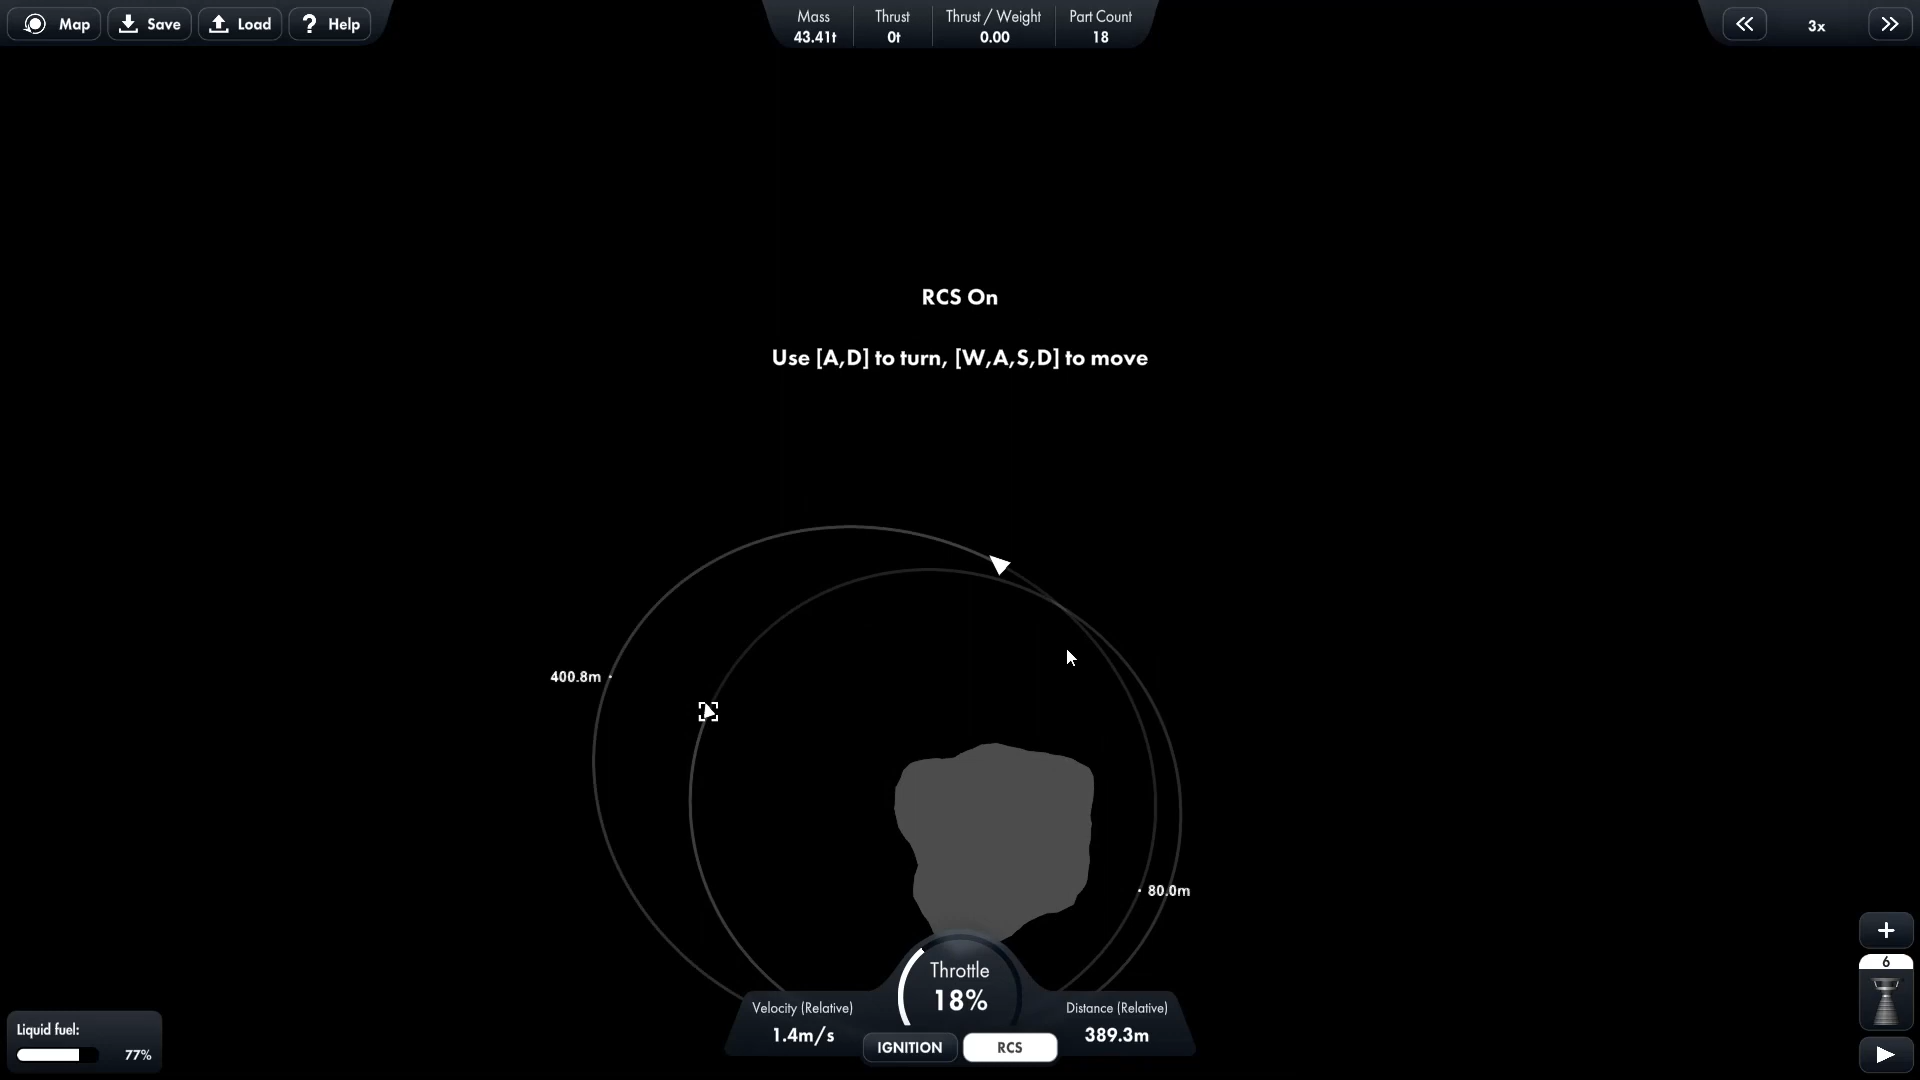 Map
Save
Load
Help
Mass
43.41t
Thrust
0t
Thrust / Weight
0.00
Part Count
18
3x
RCS On
Use [A,D] to turn, [W,A,S,D] to move
400.8m
80.0m
Throttle
18%
Velocity (Relative)
1.4m/s
IGNITION
RCS
Distance (Relative)
389.3m
Liquid fuel:
77%
6